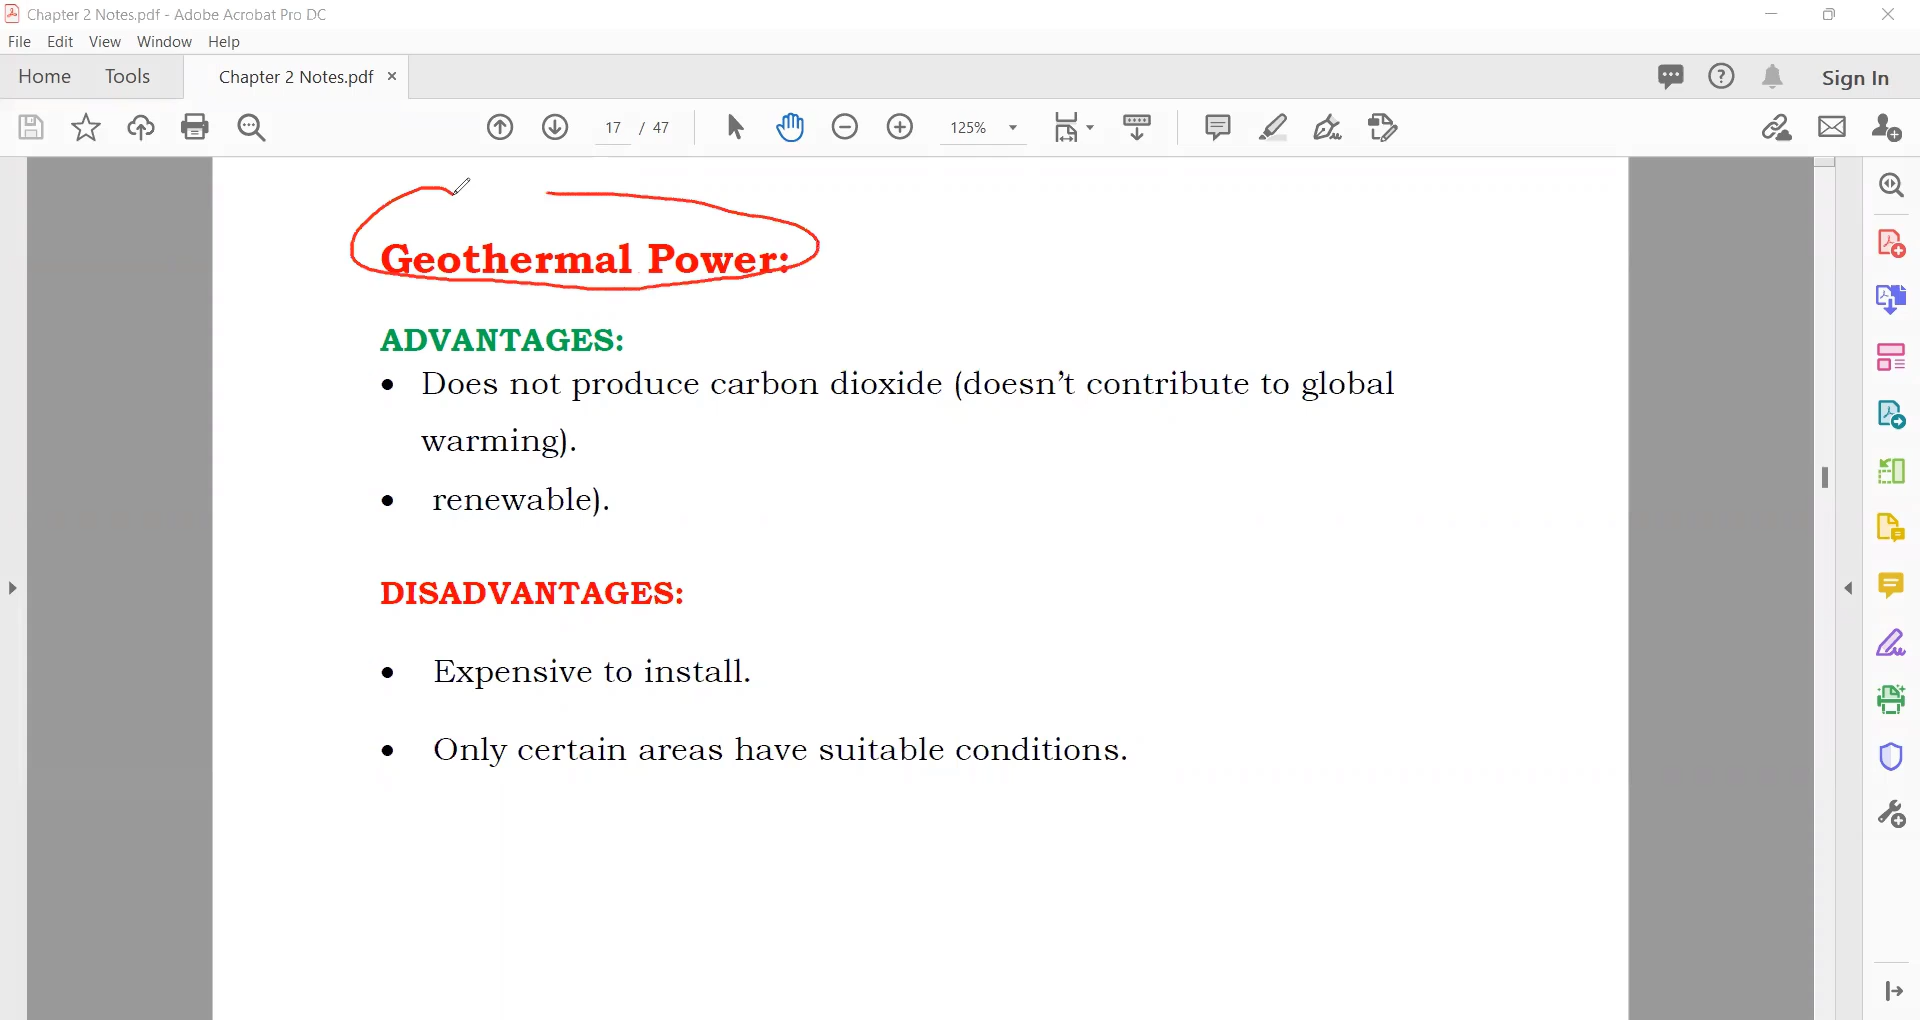 Chapter 2 Notes.pdf - Adobe Acrobat Pro DC
File Edit View Window Help
Home Tools Chapter 2 Notes.pdf × Sign In
17 / 47 125%
Geothermal Power:
ADVANTAGES:
• Does not produce carbon dioxide (doesn't contribute to global
warming).
• renewable).
DISADVANTAGES:
• Expensive to install.
• Only certain areas have suitable conditions.